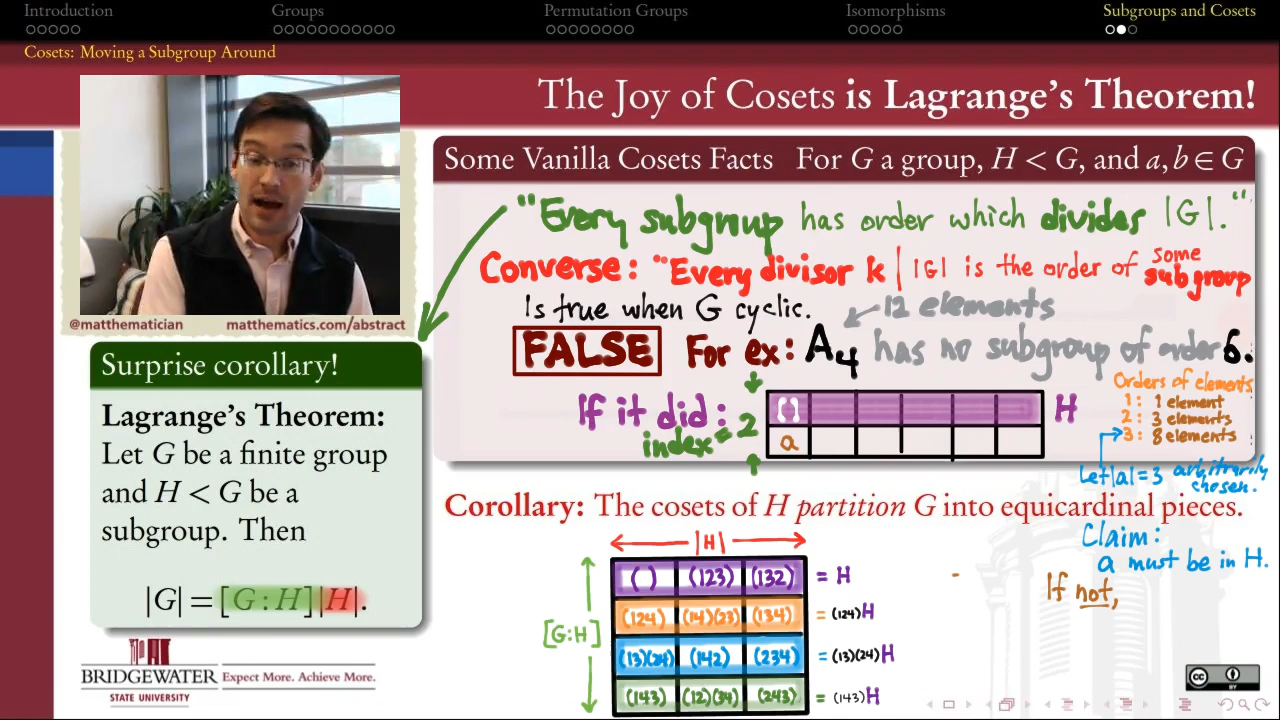 Introduction Groups Permutation Groups Isomorphisms Subgroups and Cosets
Cosets: Moving a Subgroup Around
The Joy of Cosets is Lagrange's Theorem!
@matthematician matthematics.com/abstract
Surprise corollary!
Lagrange's Theorem:
Let G be a finite group
and H < G be a
subgroup. Then
|G| = [G : H]|H|.
BRIDGEWATER
STATE UNIVERSITY
Expect More. Achieve More.
Some Vanilla Cosets Facts For G a group, H < G, and a, b ∈ G
"Every subgroup has order which divides |G|."
Converse: "Every divisor k | |G| is the order of some subgroup
Is true when G cyclic.
12 elements
FALSE For ex: A4 has no subgroup of order 6.
Orders of elements
1: 1 element
2: 3 elements
3: 8 elements
If it did:
index = 2
( ) H
a
Let |a|=3 arbitrarily chosen.
Corollary: The cosets of H partition G into equicardinal pieces.
Claim:
a must be in H.
If not,
|H|
[G:H]
( ) (123) (132) = H
(124) (14)(23) (134) = (124)H
(13)(24) (142) (234) = (13)(24)H
(143) (12)(34) (243) = (143)H
cc BY